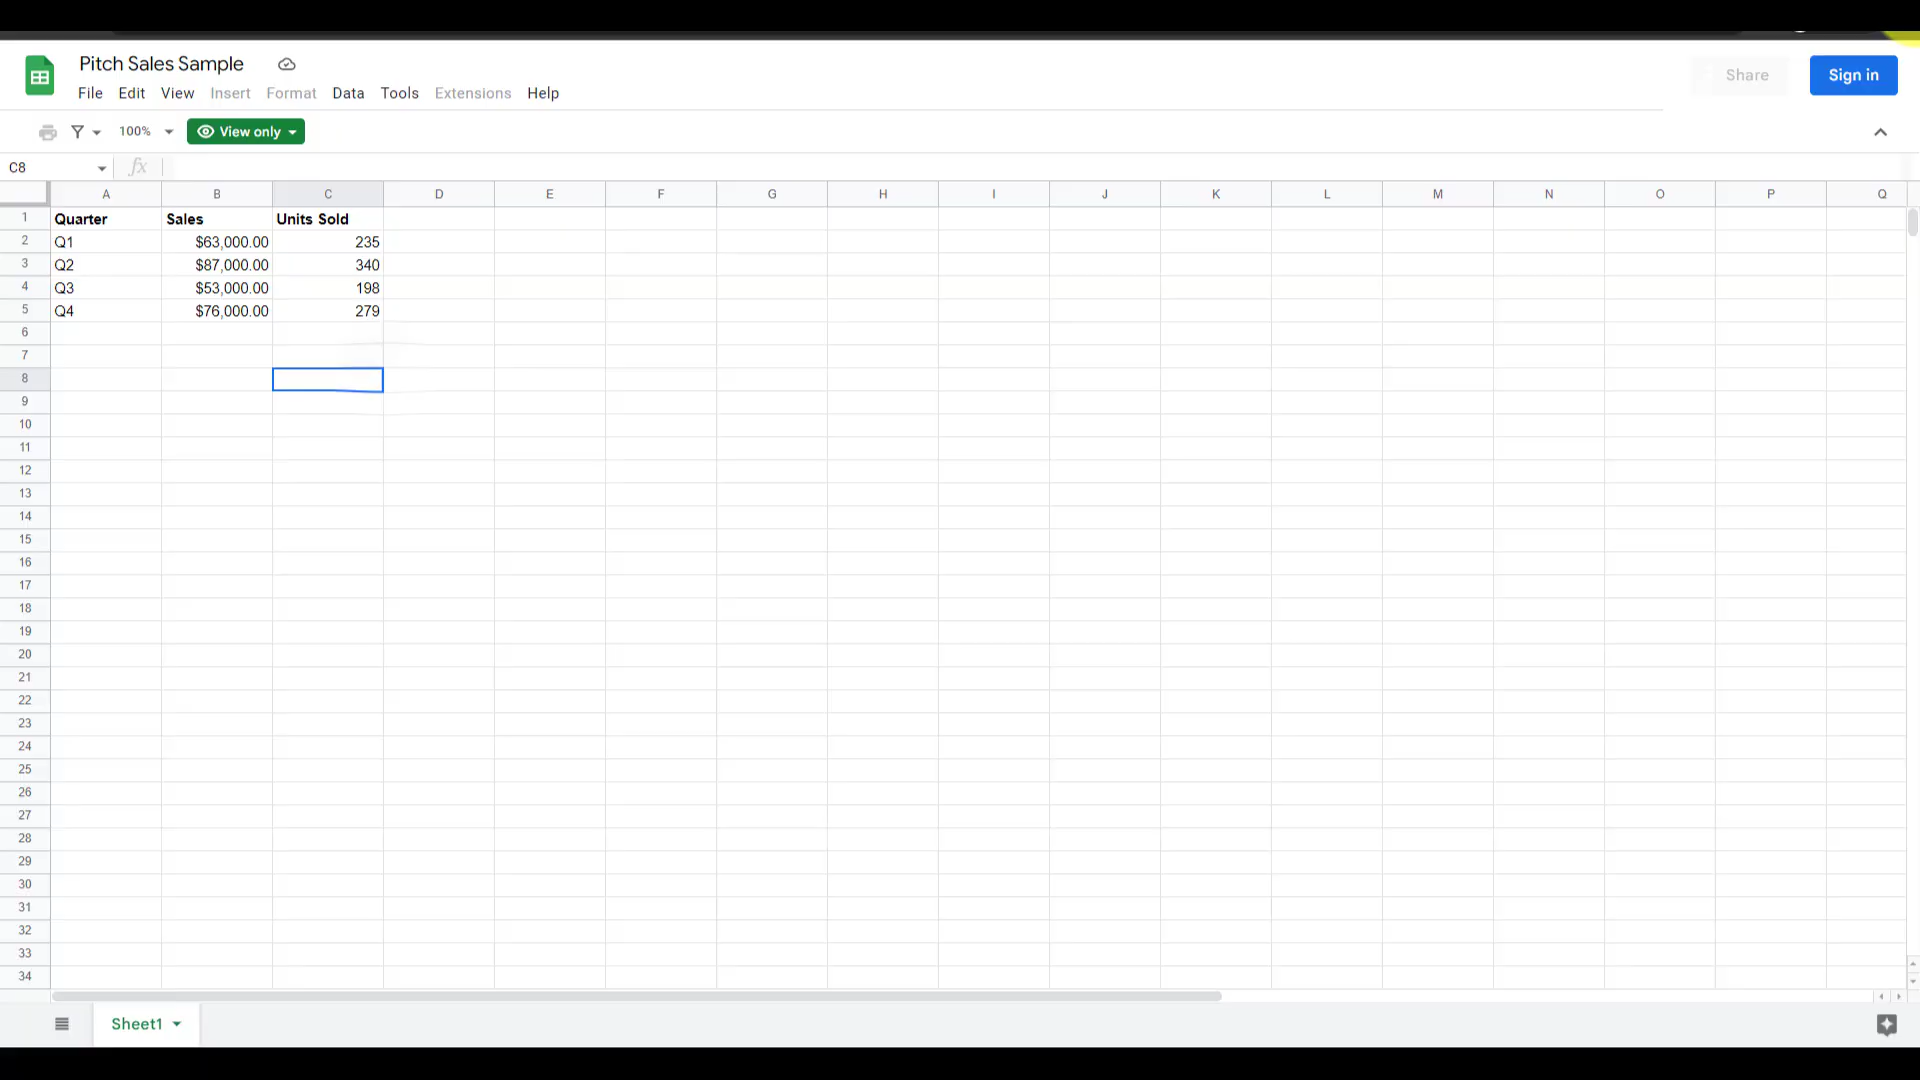 Pitch Sales Sample
File Edit View Insert Format Data Tools Extensions Help
Share
Sign in
100% View only
C8 fx
A B C D E F G H I J K L M N O P Q
1 Quarter Sales Units Sold
2 Q1 $63,000.00 235
3 Q2 $87,000.00 340
4 Q3 $53,000.00 198
5 Q4 $76,000.00 279
6
7
8
9
10
11
12
13
14
15
16
17
18
19
20
21
22
23
24
25
26
27
28
29
30
31
32
33
34
Sheet1